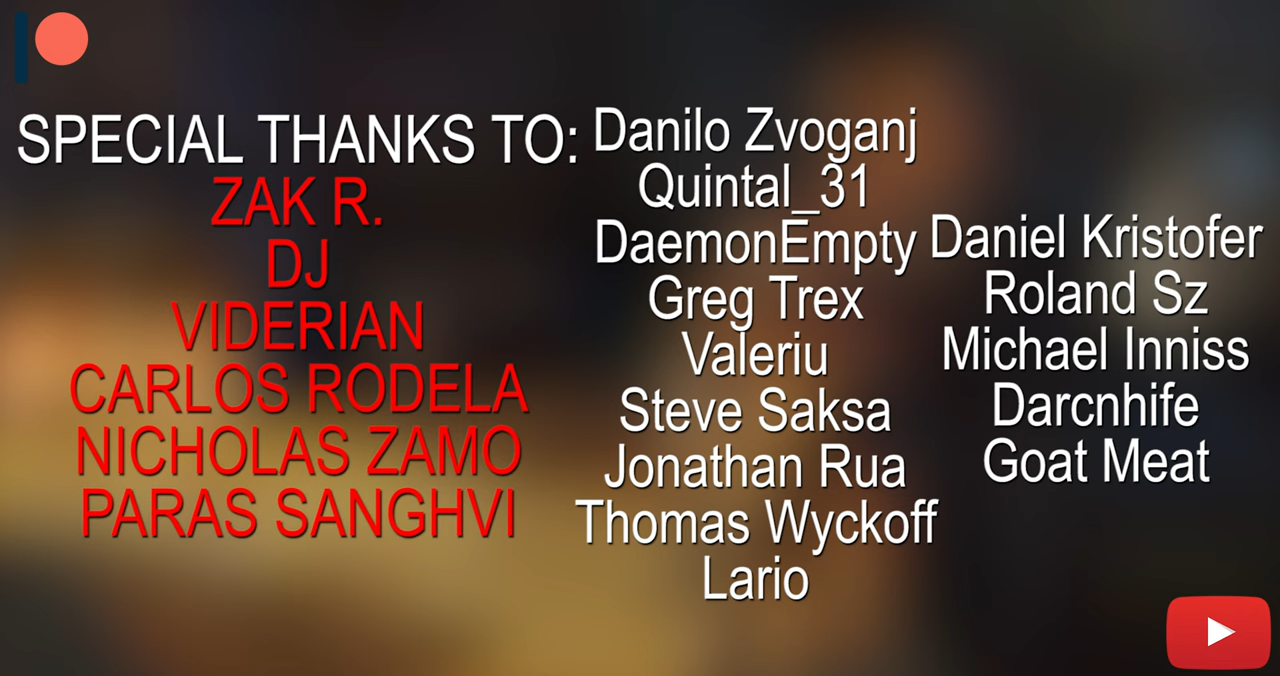 SPECIAL THANKS TO:
ZAK R.
DJ
VIDERIAN
CARLOS RODELA
NICHOLAS ZAMO
PARAS SANGHVI
Danilo Zvoganj
Quintal_31
DaemonEmpty
Greg Trex
Valeriu
Steve Saksa
Jonathan Rua
Thomas Wyckoff
Lario
Daniel Kristofer
Roland Sz
Michael Inniss
Darcnhife
Goat Meat